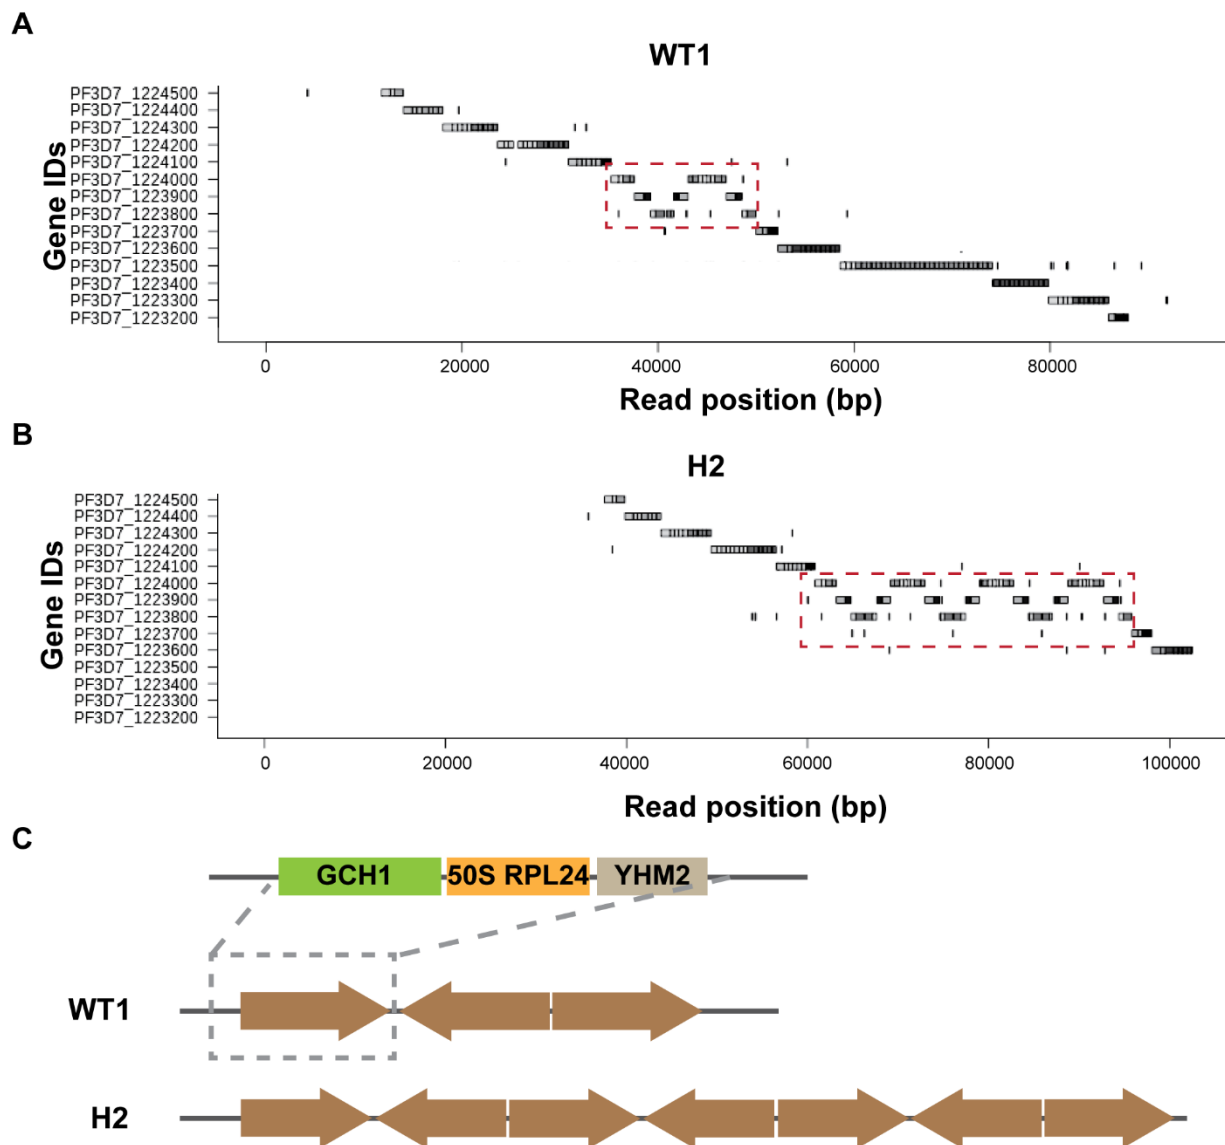 A
WT1
Gene IDs
PF3D7_1224500
PF3D7_1224400
PF3D7_1224300
PF3D7_1224200
PF3D7_1224100
PF3D7_1224000
PF3D7_1223900
PF3D7_1223800
PF3D7_1223700
PF3D7_1223600
PF3D7_1223500
PF3D7_1223400
PF3D7_1223300
PF3D7_1223200
0 20000 40000 60000 80000
Read position (bp)
B
H2
Gene IDs
PF3D7_1224500
PF3D7_1224400
PF3D7_1224300
PF3D7_1224200
PF3D7_1224100
PF3D7_1224000
PF3D7_1223900
PF3D7_1223800
PF3D7_1223700
PF3D7_1223600
PF3D7_1223500
PF3D7_1223400
PF3D7_1223300
PF3D7_1223200
0 20000 40000 60000 80000 100000
Read position (bp)
C
GCH1 50S RPL24 YHM2
WT1
H2